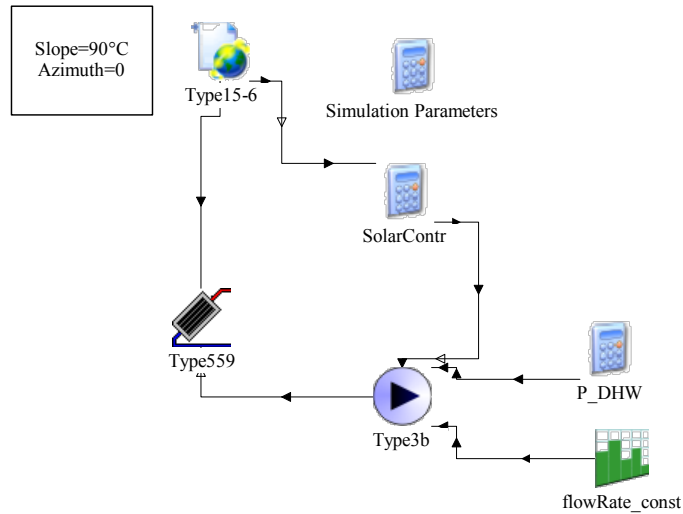 Slope=90°C
Azimuth=0
Type15-6
Simulation Parameters
SolarContr
Type559
P_DHW
Type3b
flowRate_const